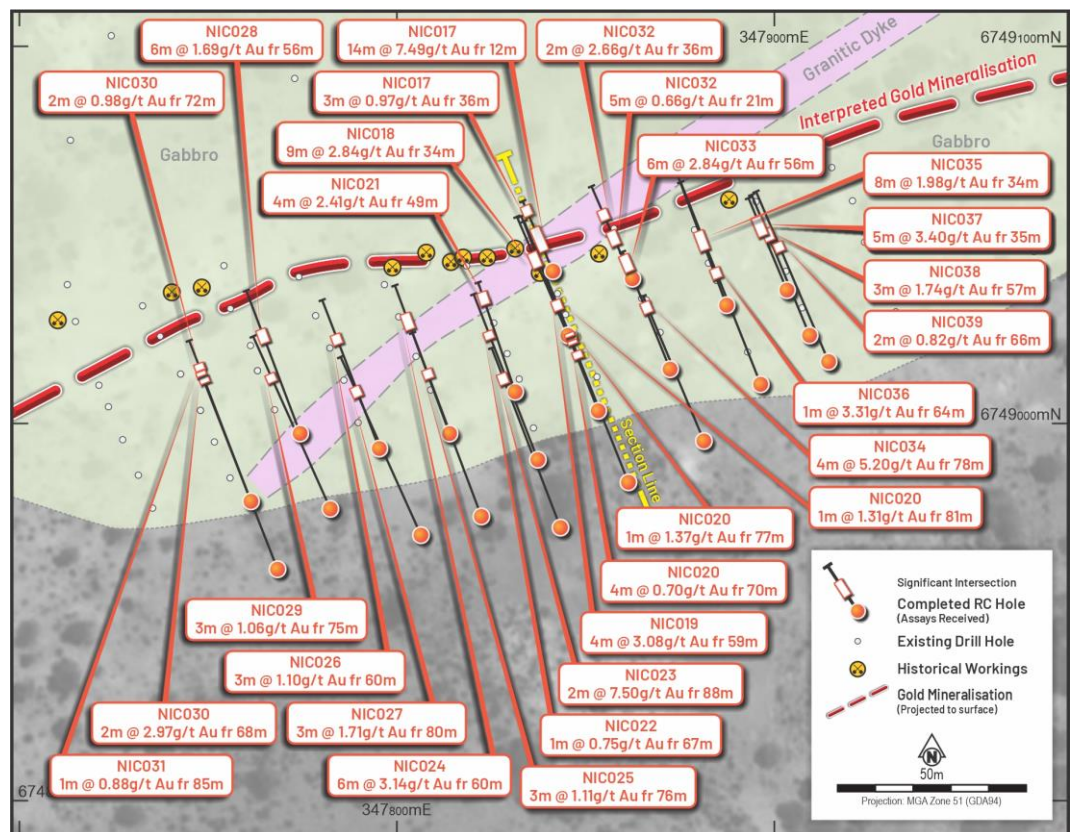 NIC028
6m @ 1.69g/t Au fr 56m
NIC017
14m @ 7.49g/t Au fr 12m
NIC032
2m @ 2.66g/t Au fr 36m
347900mE
6749100mN
NIC030
2m @ 0.98g/t Au fr 72m
NIC017
3m @ 0.97g/t Au fr 36m
NIC032
5m @ 0.66g/t Au fr 21m
Granitic Dyke
Interpreted Gold Mineralisation
Gabbro
NIC018
9m @ 2.84g/t Au fr 34m
NIC033
6m @ 2.84g/t Au fr 56m
Gabbro
NIC021
4m @ 2.41g/t Au fr 49m
NIC035
8m @ 1.98g/t Au fr 34m
NIC037
5m @ 3.40g/t Au fr 35m
NIC038
3m @ 1.74g/t Au fr 57m
NIC039
2m @ 0.82g/t Au fr 66m
NIC036
1m @ 3.31g/t Au fr 64m
6749000mN
Section Line
NIC034
4m @ 5.20g/t Au fr 78m
NIC020
1m @ 1.31g/t Au fr 81m
NIC020
1m @ 1.37g/t Au fr 77m
NIC020
4m @ 0.70g/t Au fr 70m
NIC029
3m @ 1.06g/t Au fr 75m
NIC019
4m @ 3.08g/t Au fr 59m
NIC026
3m @ 1.10g/t Au fr 60m
NIC023
2m @ 7.50g/t Au fr 88m
NIC030
2m @ 2.97g/t Au fr 68m
NIC027
3m @ 1.71g/t Au fr 80m
NIC022
1m @ 0.75g/t Au fr 67m
NIC031
1m @ 0.88g/t Au fr 85m
NIC024
6m @ 3.14g/t Au fr 60m
NIC025
3m @ 1.11g/t Au fr 76m
347800mE
Significant Intersection
Completed RC Hole
(Assays Received)
Existing Drill Hole
Historical Workings
Gold Mineralisation
(Projected to surface)
N
50m
Projection: MGA Zone 51 (GDA94)